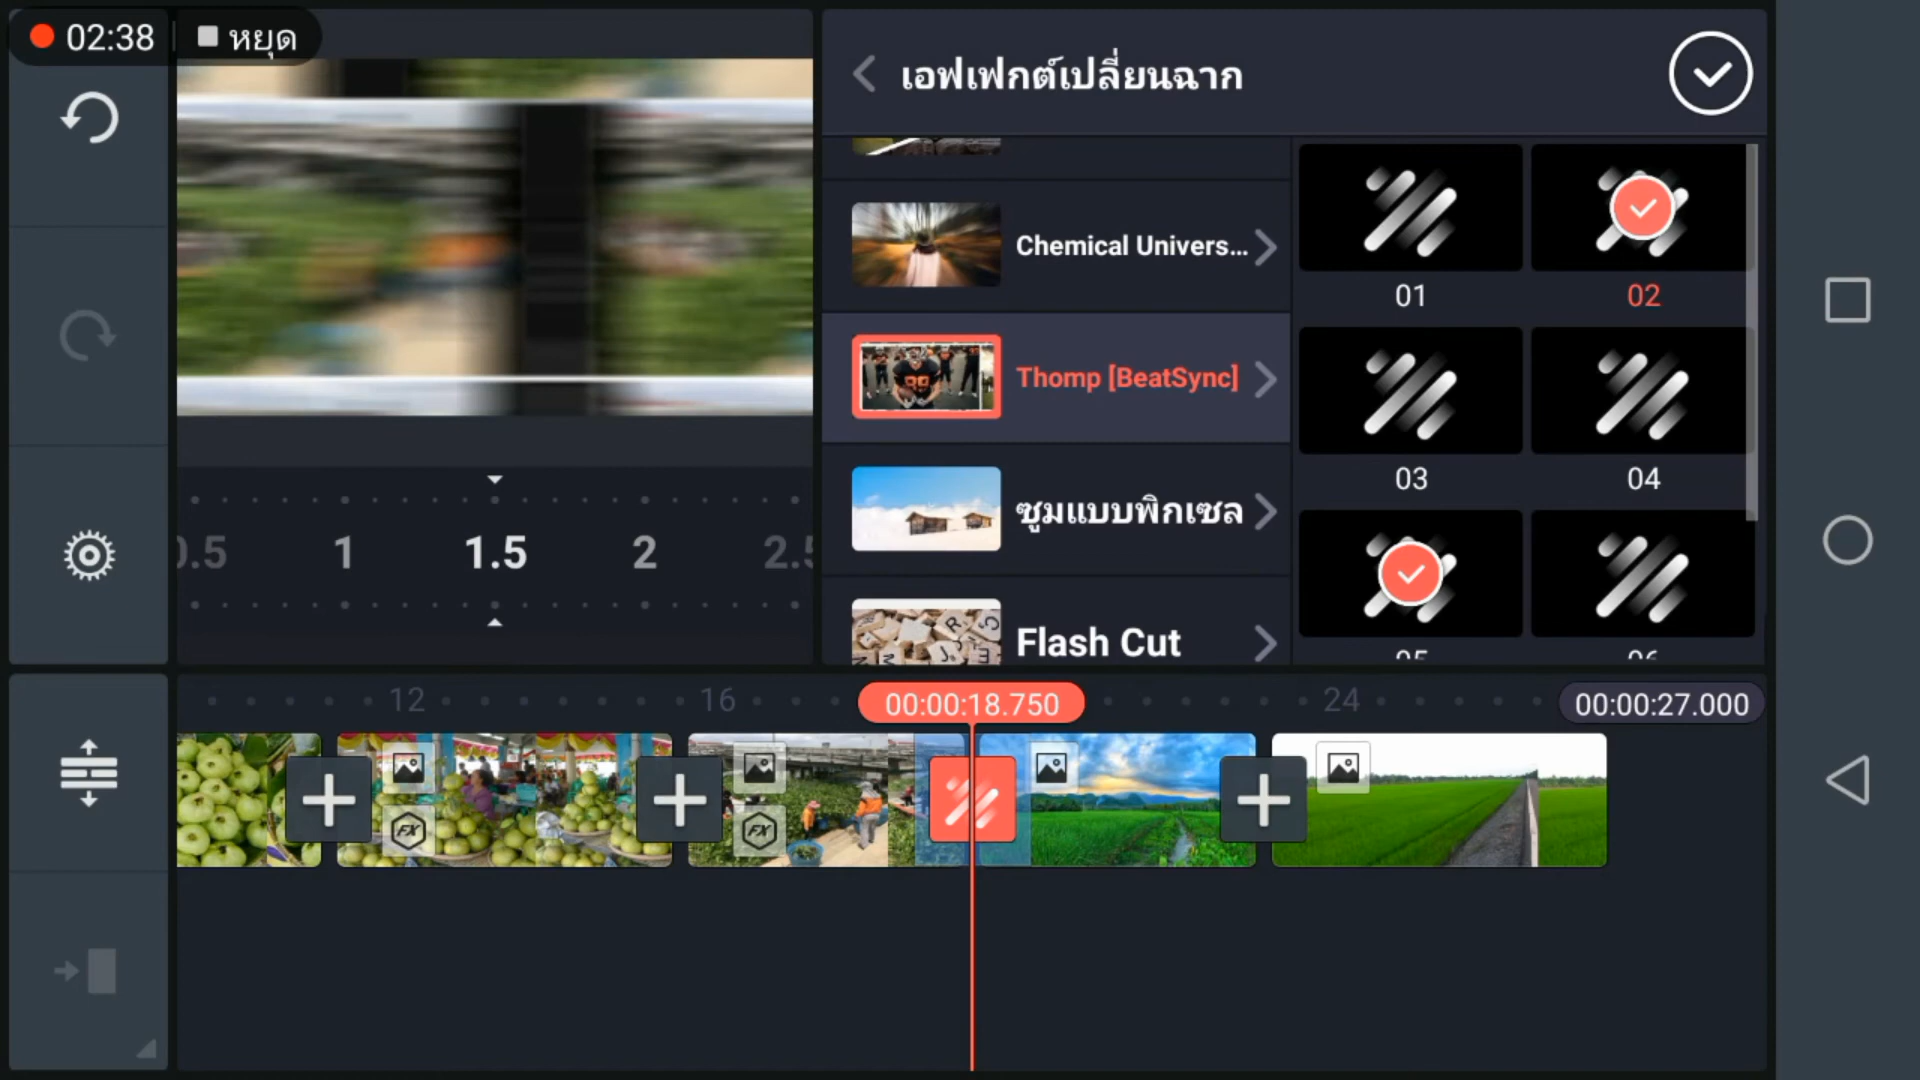 02:38 หยุด
เอฟเฟกต์เปลี่ยนฉาก
Chemical Univers...
Thomp [BeatSync]
ซูมแบบพิกเซล
Flash Cut
01 02
03 04
05 06
0.5 1 1.5 2 2.5
12 16 00:00:18.750 24 00:00:27.000